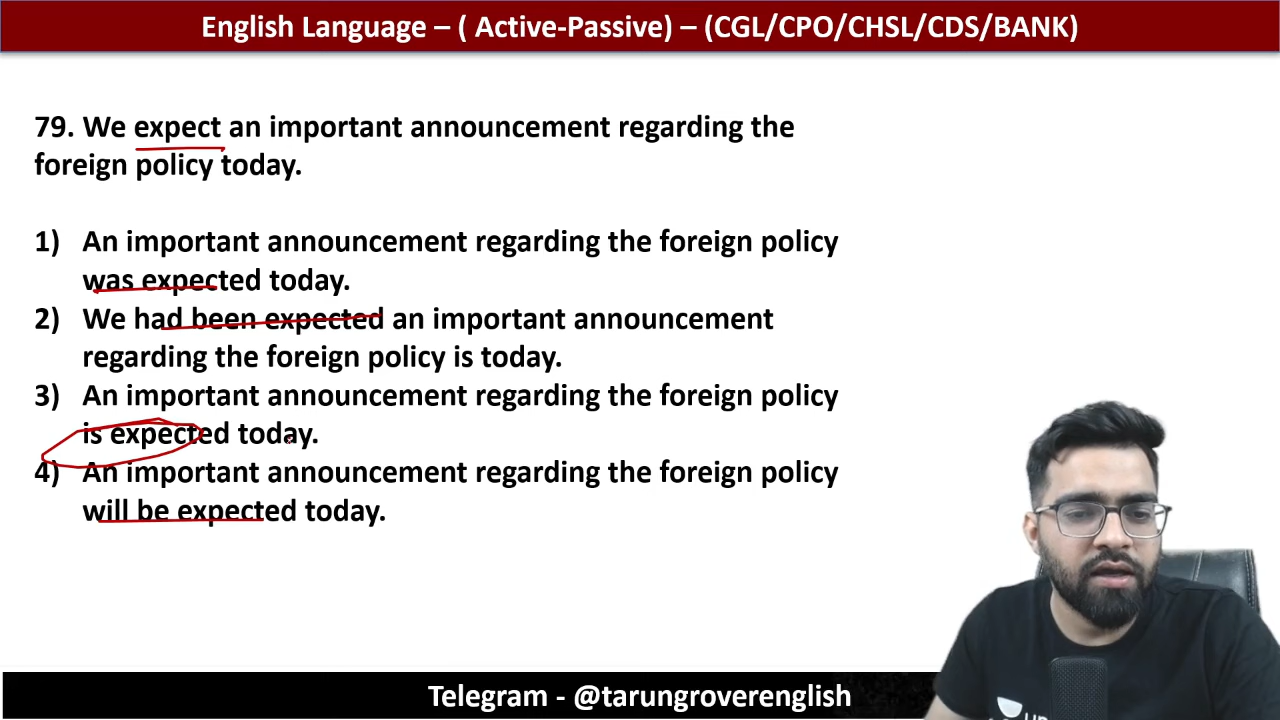 English Language – ( Active-Passive) – (CGL/CPO/CHSL/CDS/BANK)
79. We expect an important announcement regarding the
foreign policy today.
1) An important announcement regarding the foreign policy
was expected today.
2) We had been expected an important announcement
regarding the foreign policy is today.
3) An important announcement regarding the foreign policy
is expected today.
4) An important announcement regarding the foreign policy
will be expected today.
Telegram - @tarungroverenglish